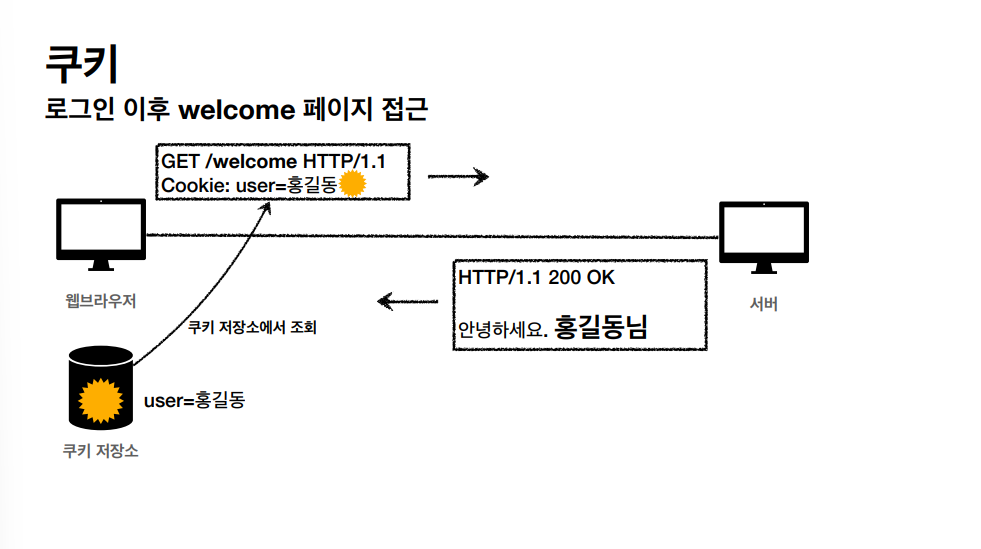 쿠키
로그인 이후 welcome 페이지 접근
GET /welcome HTTP/1.1
Cookie: user=홍길동
웹브라우저
서버
HTTP/1.1 200 OK
안녕하세요. 홍길동님
쿠키 저장소에서 조회
user=홍길동
쿠키 저장소